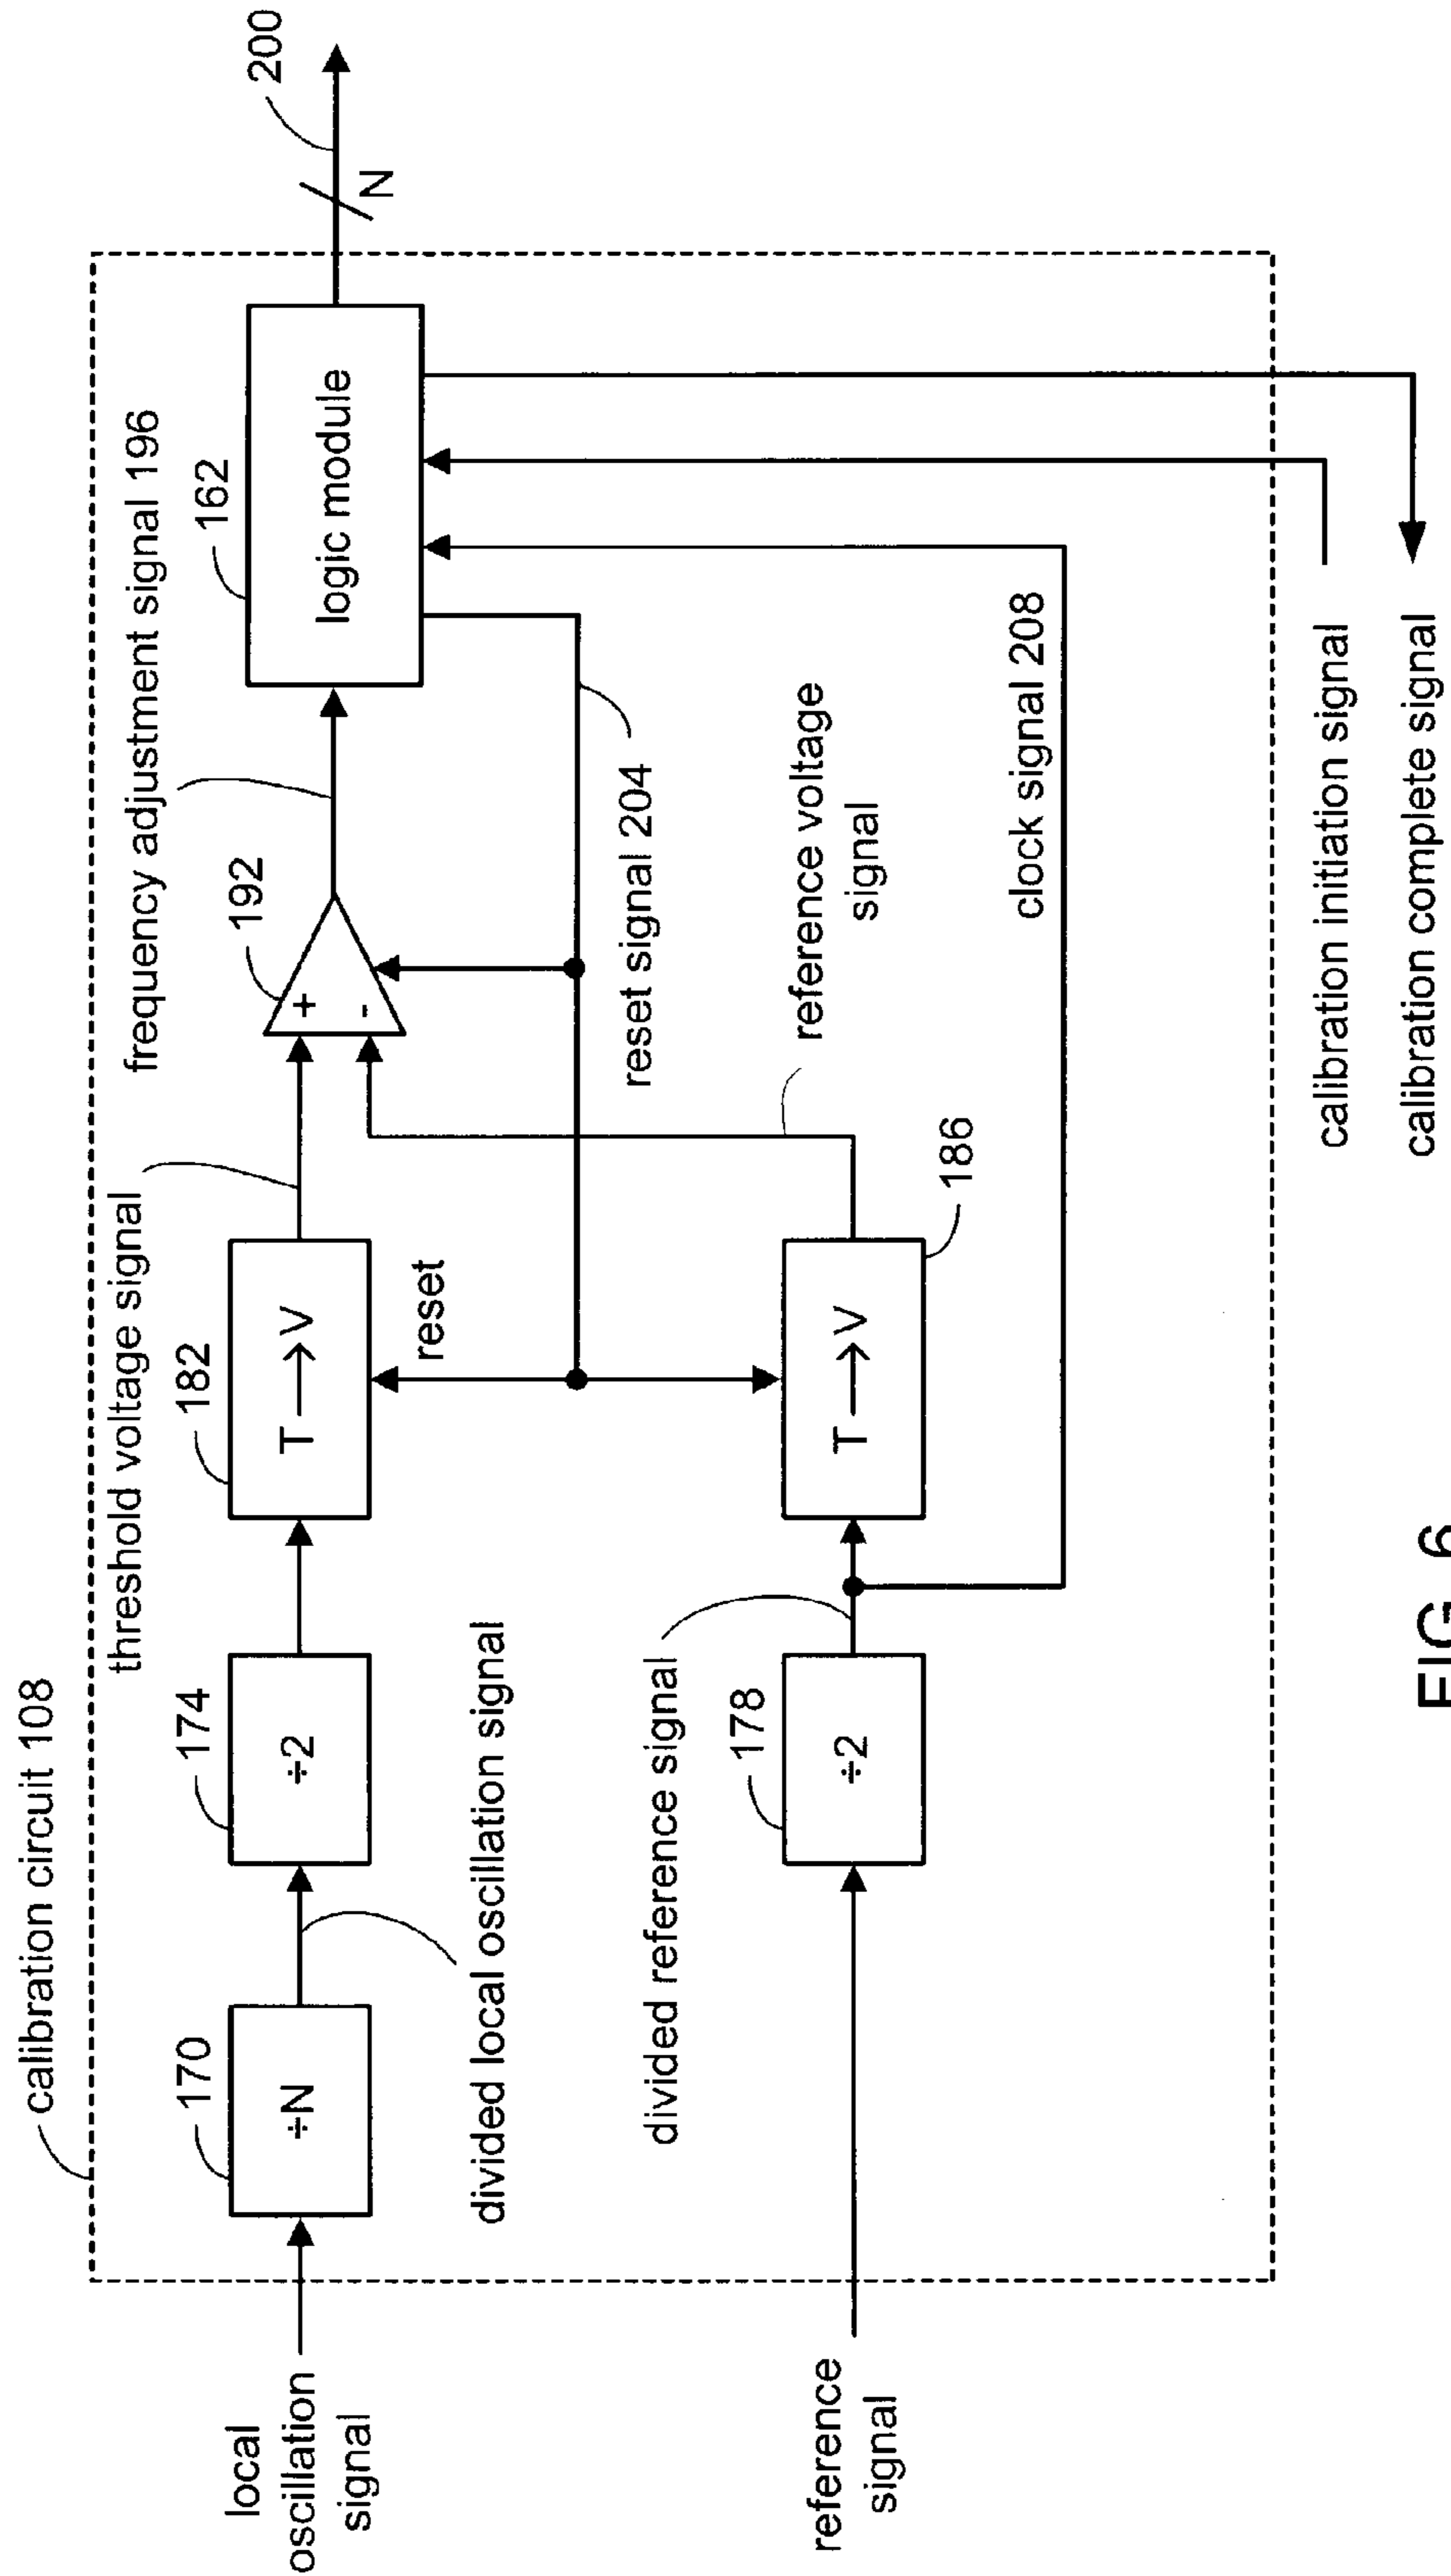 calibration circuit 108
threshold voltage signal
frequency adjustment signal 196
200
N
170
÷N
174
÷2
182
T → V
192
+
-
162
logic module
local
oscillation
signal
divided local oscillation signal
reset
reset signal 204
divided reference signal
178
÷2
186
T → V
reference voltage
signal
clock signal 208
reference
signal
calibration initiation signal
calibration complete signal
FIG. 6